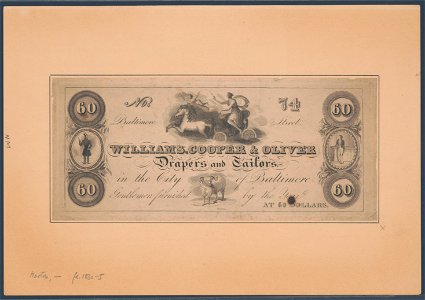 60 No. 74 60
Baltimore Street
WILLIAMS, COOPER & OLIVER
Drapers and Tailors.
in the City of Baltimore
Gentlemen furnished by the Year
60 AT 60 DOLLARS. 60